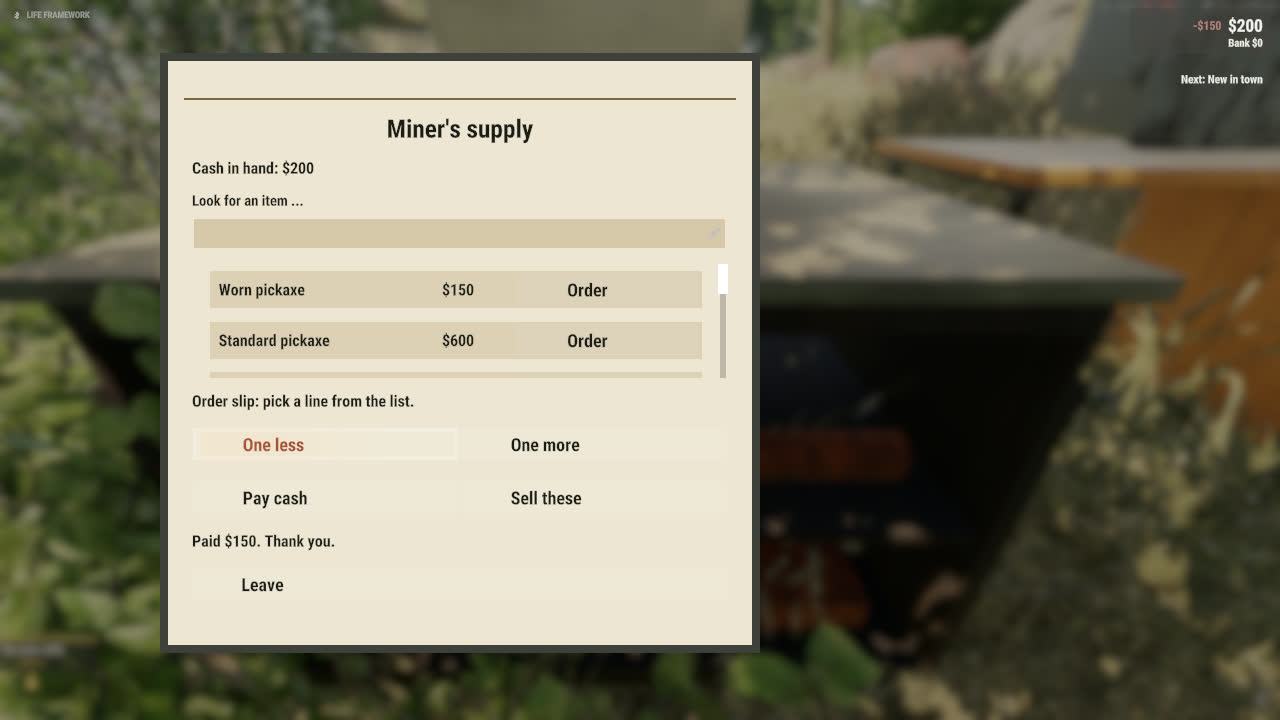 LIFE FRAMEWORK
-$150 $200
Bank $0
Next: New in town
Miner's supply
Cash in hand: $200
Look for an item ...
Worn pickaxe $150 Order
Standard pickaxe $600 Order
Order slip: pick a line from the list.
One less One more
Pay cash Sell these
Paid $150. Thank you.
Leave